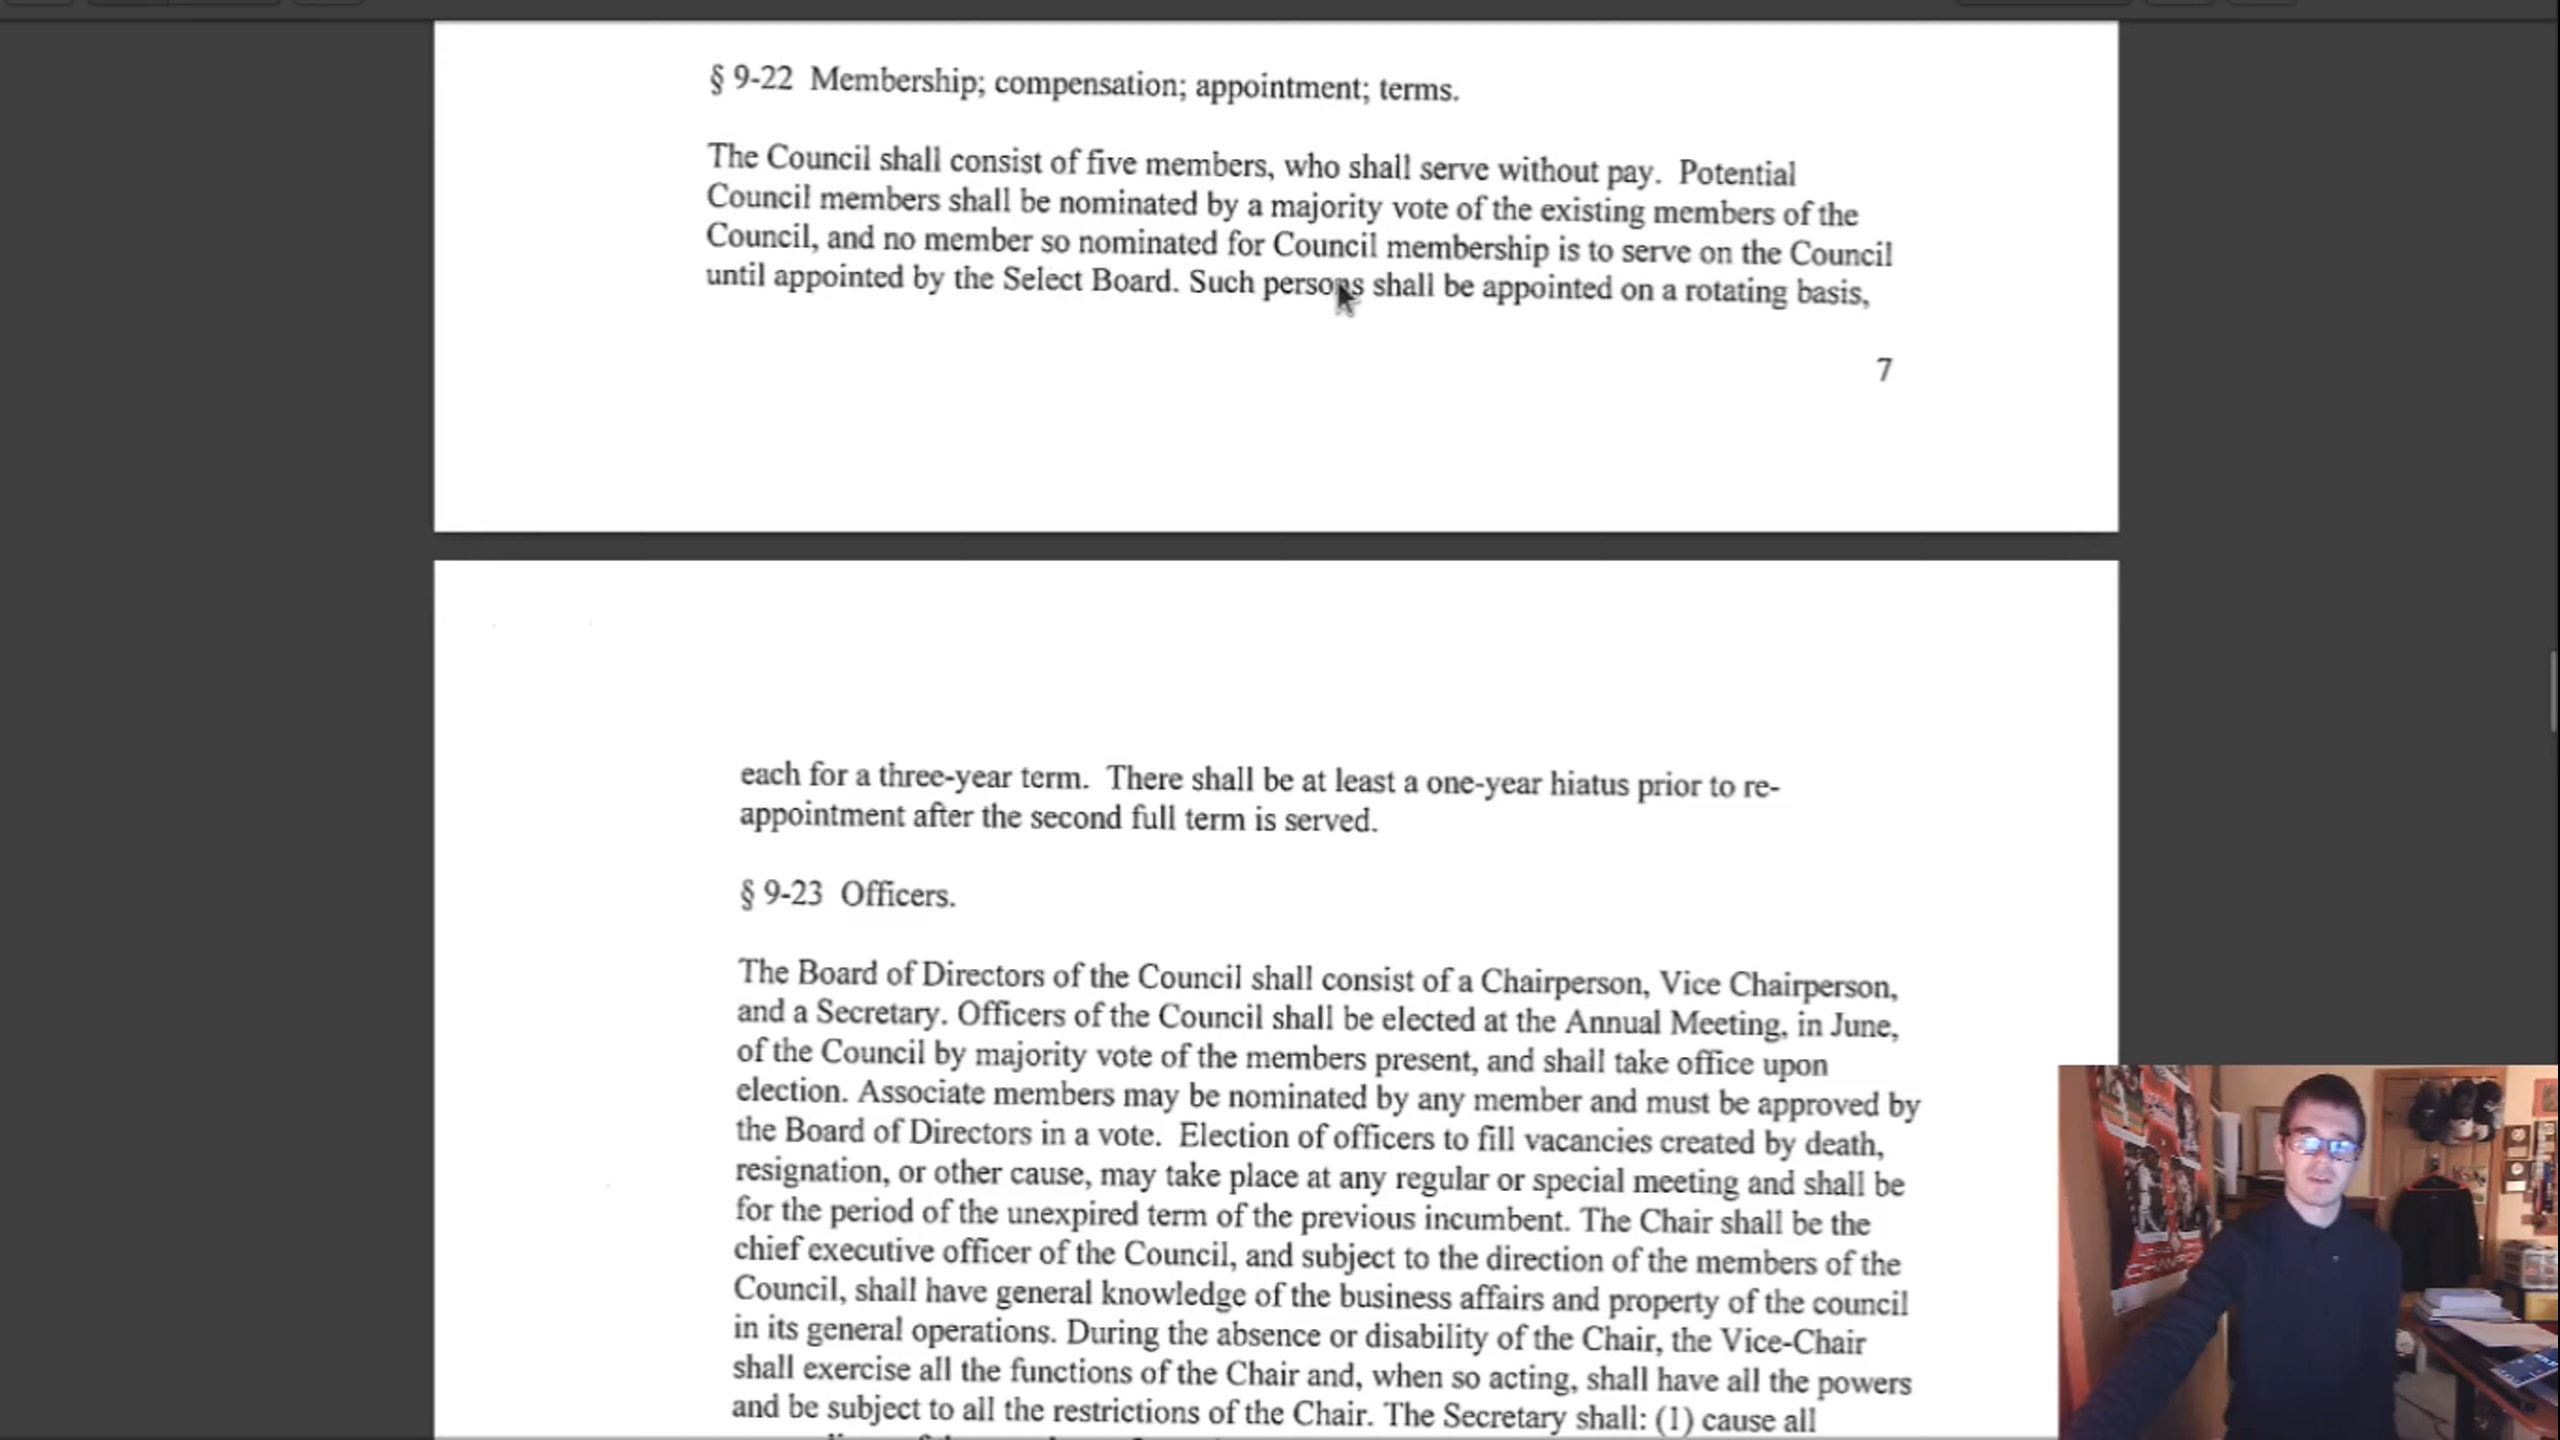 § 9-22 Membership; compensation; appointment; terms.
The Council shall consist of five members, who shall serve without pay. Potential
Council members shall be nominated by a majority vote of the existing members of the
Council, and no member so nominated for Council membership is to serve on the Council
until appointed by the Select Board. Such persons shall be appointed on a rotating basis,
7
each for a three-year term. There shall be at least a one-year hiatus prior to re-
appointment after the second full term is served.
§ 9-23 Officers.
The Board of Directors of the Council shall consist of a Chairperson, Vice Chairperson,
and a Secretary. Officers of the Council shall be elected at the Annual Meeting, in June,
of the Council by majority vote of the members present, and shall take office upon
election. Associate members may be nominated by any member and must be approved by
the Board of Directors in a vote. Election of officers to fill vacancies created by death,
resignation, or other cause, may take place at any regular or special meeting and shall be
for the period of the unexpired term of the previous incumbent. The Chair shall be the
chief executive officer of the Council, and subject to the direction of the members of the
Council, shall have general knowledge of the business affairs and property of the council
in its general operations. During the absence or disability of the Chair, the Vice-Chair
shall exercise all the functions of the Chair and, when so acting, shall have all the powers
and be subject to all the restrictions of the Chair. The Secretary shall: (1) cause all